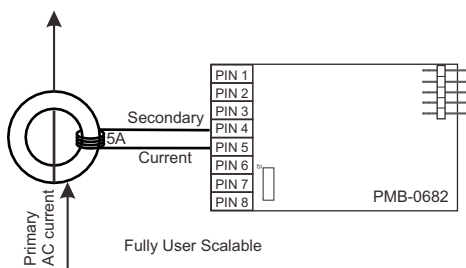 PIN 1
PIN 2
PIN 3
PIN 4
PIN 5
PIN 6
PIN 7
PIN 8
Secondary
5A
Current
PMB-0682
Primary
AC current
Fully User Scalable